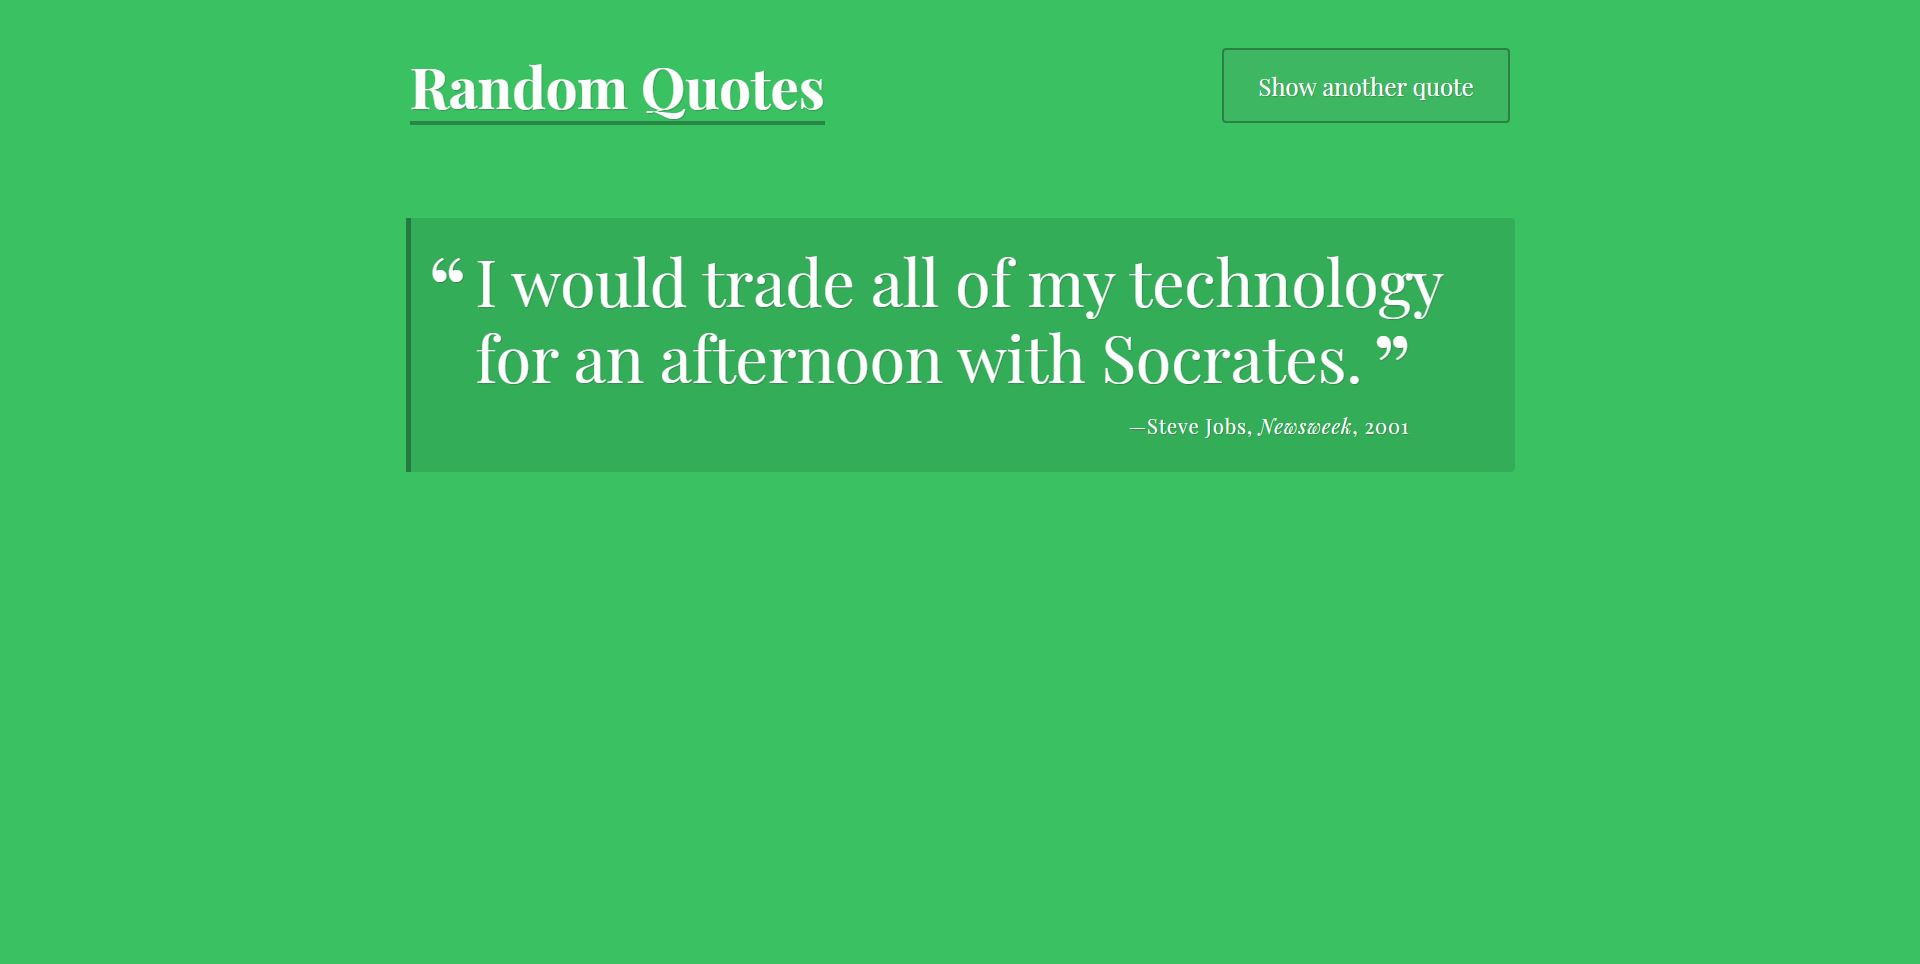 Random Quotes
Show another quote
“I would trade all of my technology
for an afternoon with Socrates.”
—Steve Jobs, Newsweek, 2001